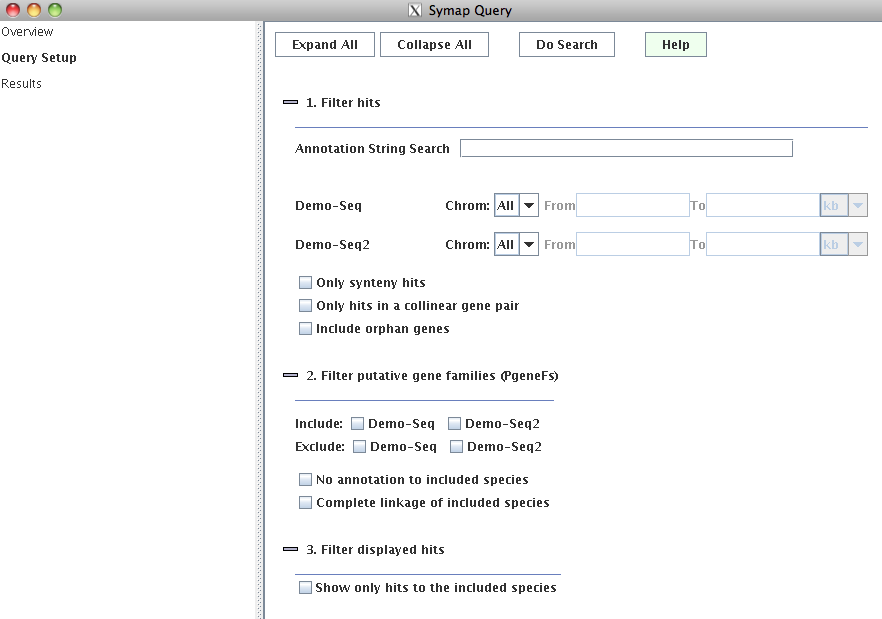 Symap Query
Overview
Query Setup
Results
Expand All Collapse All Do Search Help
1. Filter hits
Annotation String Search
Demo-Seq Chrom: All From To kb
Demo-Seq2 Chrom: All From To kb
Only synteny hits
Only hits in a collinear gene pair
Include orphan genes
2. Filter putative gene families (PgeneFs)
Include: Demo-Seq Demo-Seq2
Exclude: Demo-Seq Demo-Seq2
No annotation to included species
Complete linkage of included species
3. Filter displayed hits
Show only hits to the included species